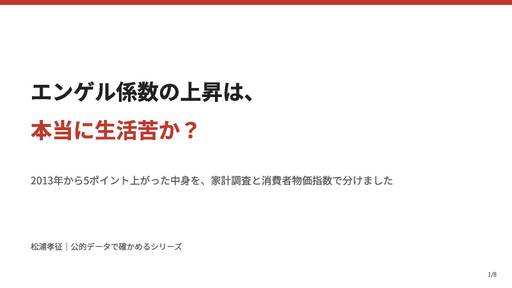 エンゲル係数の上昇は、
本当に生活苦か？
2013年から5ポイント上がった中身を、家計調査と消費者物価指数で分けました
松浦孝征｜公的データで確かめるシリーズ
1/8